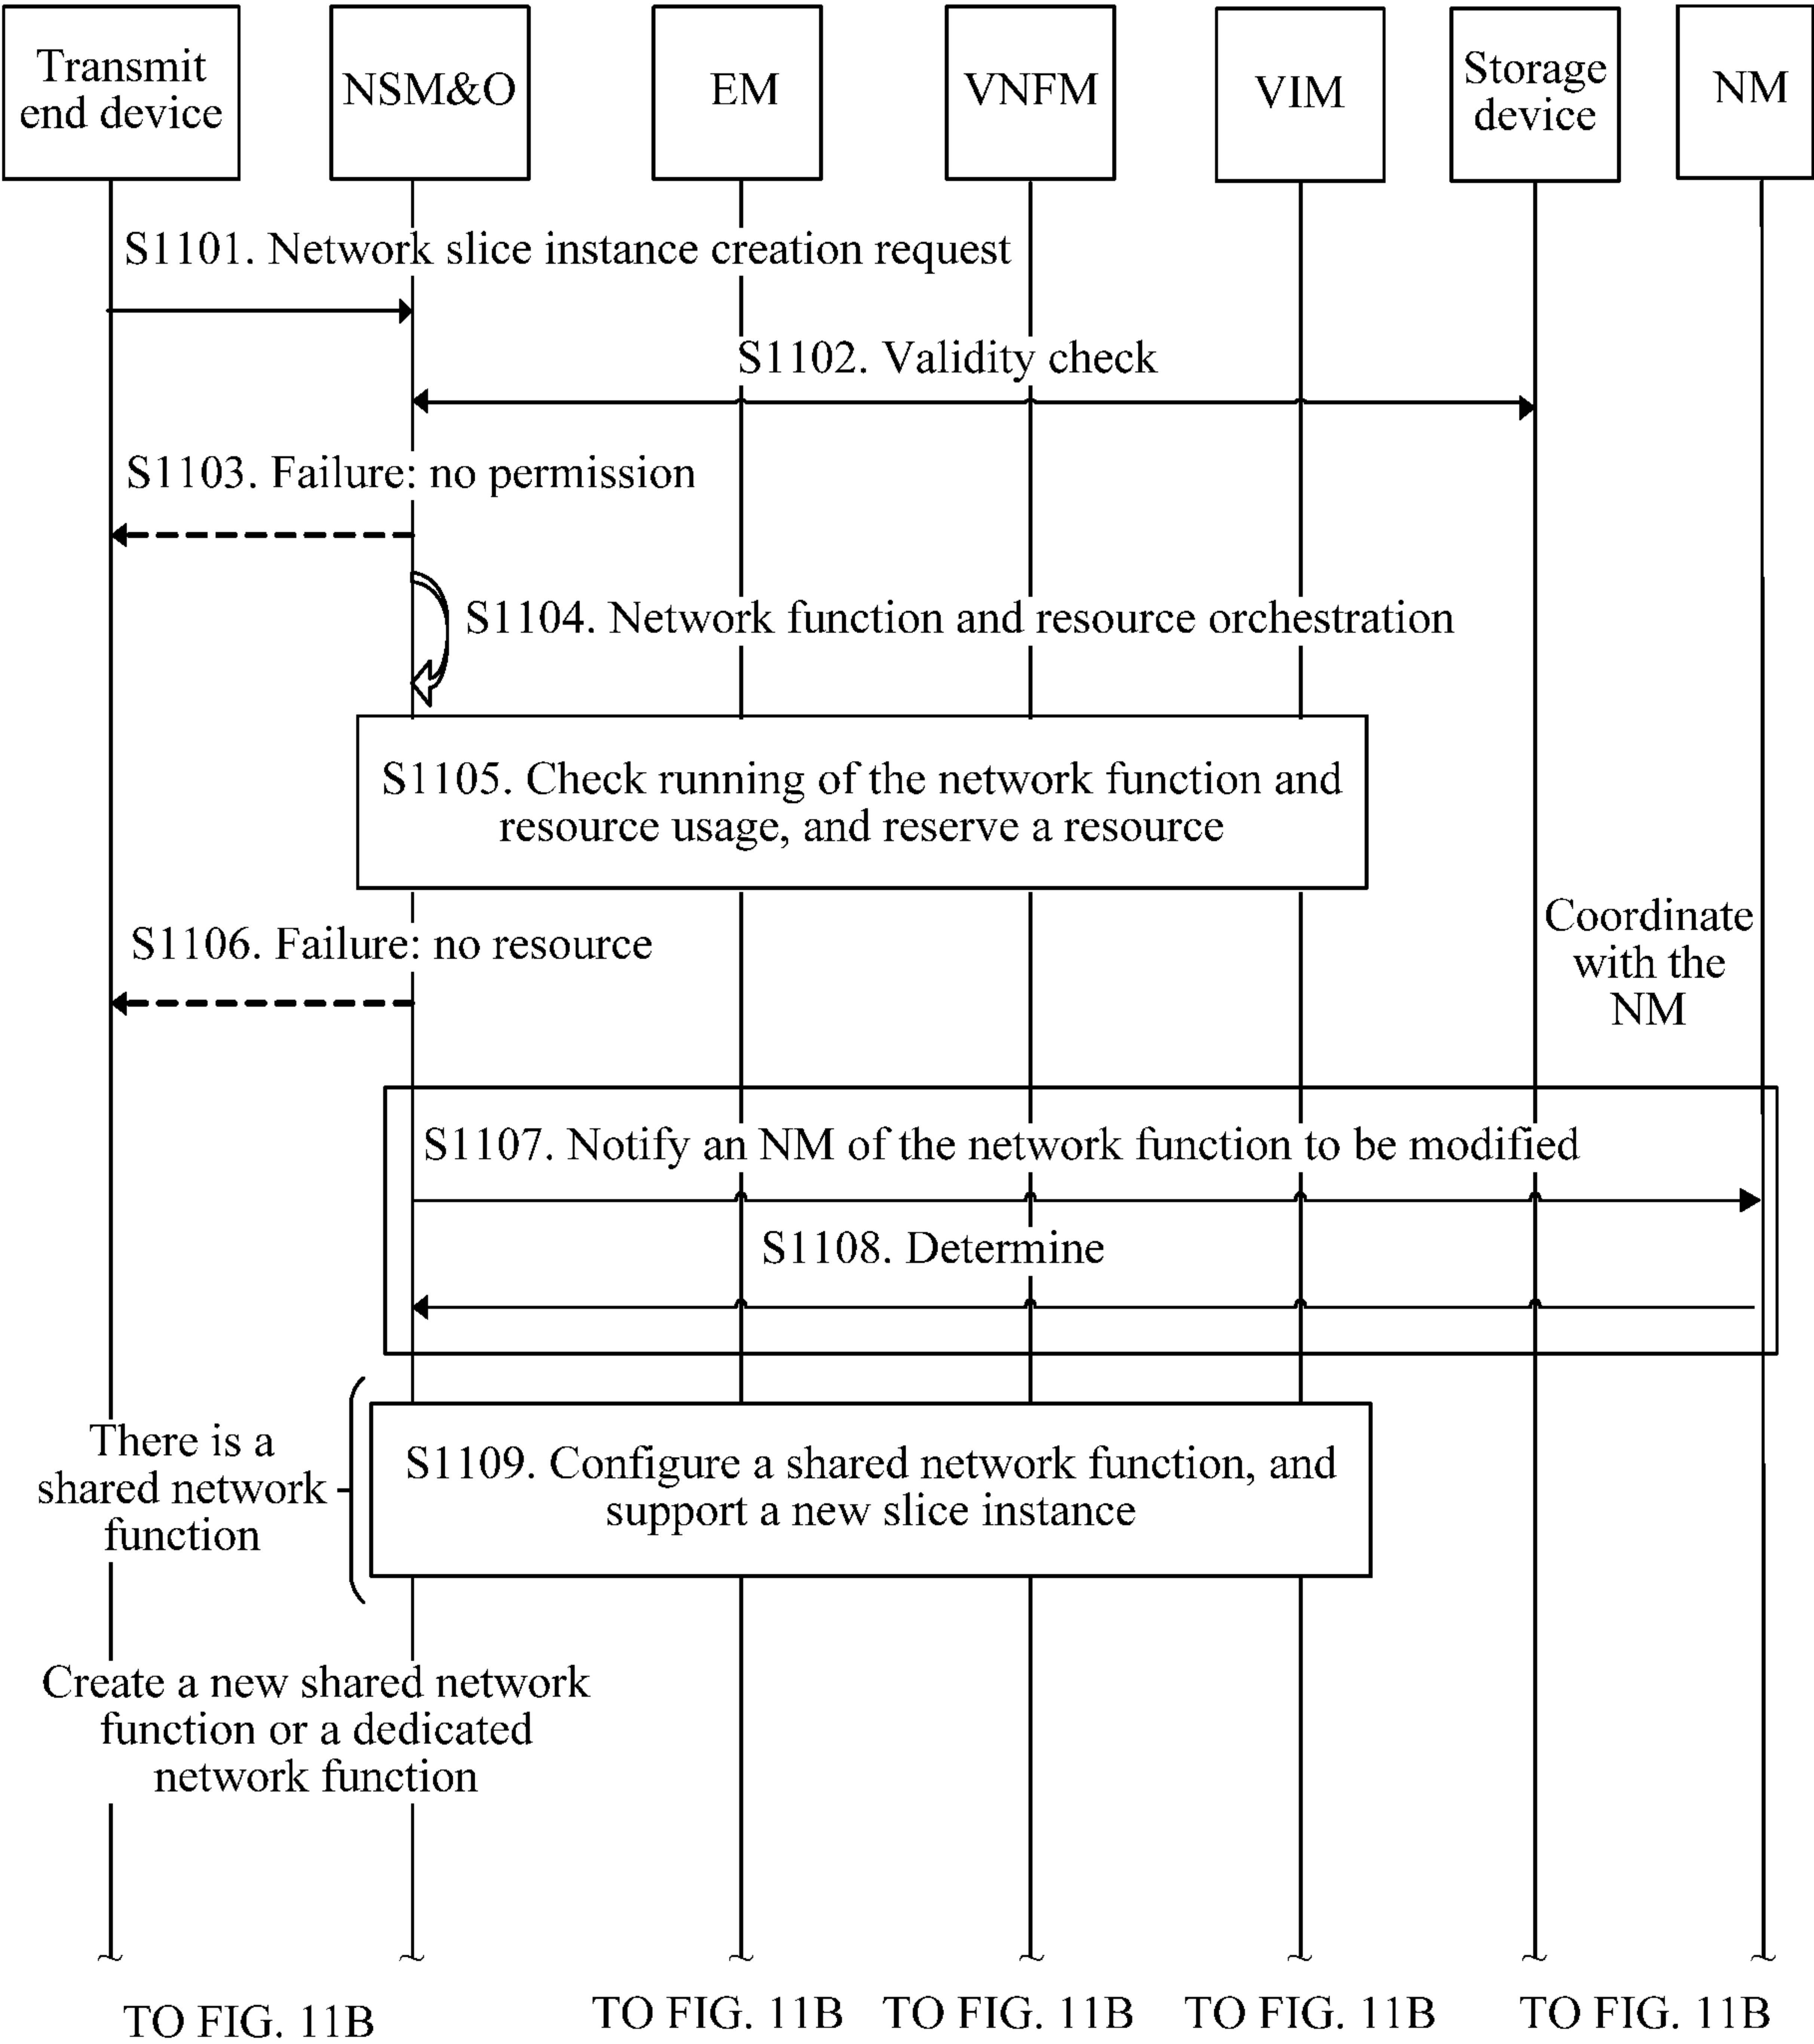 Transmit
end device
NSM&O
EM
VNFM
VIM
Storage
device
NM
S1101. Network slice instance creation request
S1102. Validity check
S1103. Failure: no permission
S1104. Network function and resource orchestration
S1105. Check running of the network function and
resource usage, and reserve a resource
S1106. Failure: no resource
Coordinate
with the
NM
S1107. Notify an NM of the network function to be modified
S1108. Determine
There is a
shared network
function
S1109. Configure a shared network function, and
support a new slice instance
Create a new shared network
function or a dedicated
network function
TO FIG. 11B
TO FIG. 11B
TO FIG. 11B
TO FIG. 11B
TO FIG. 11B